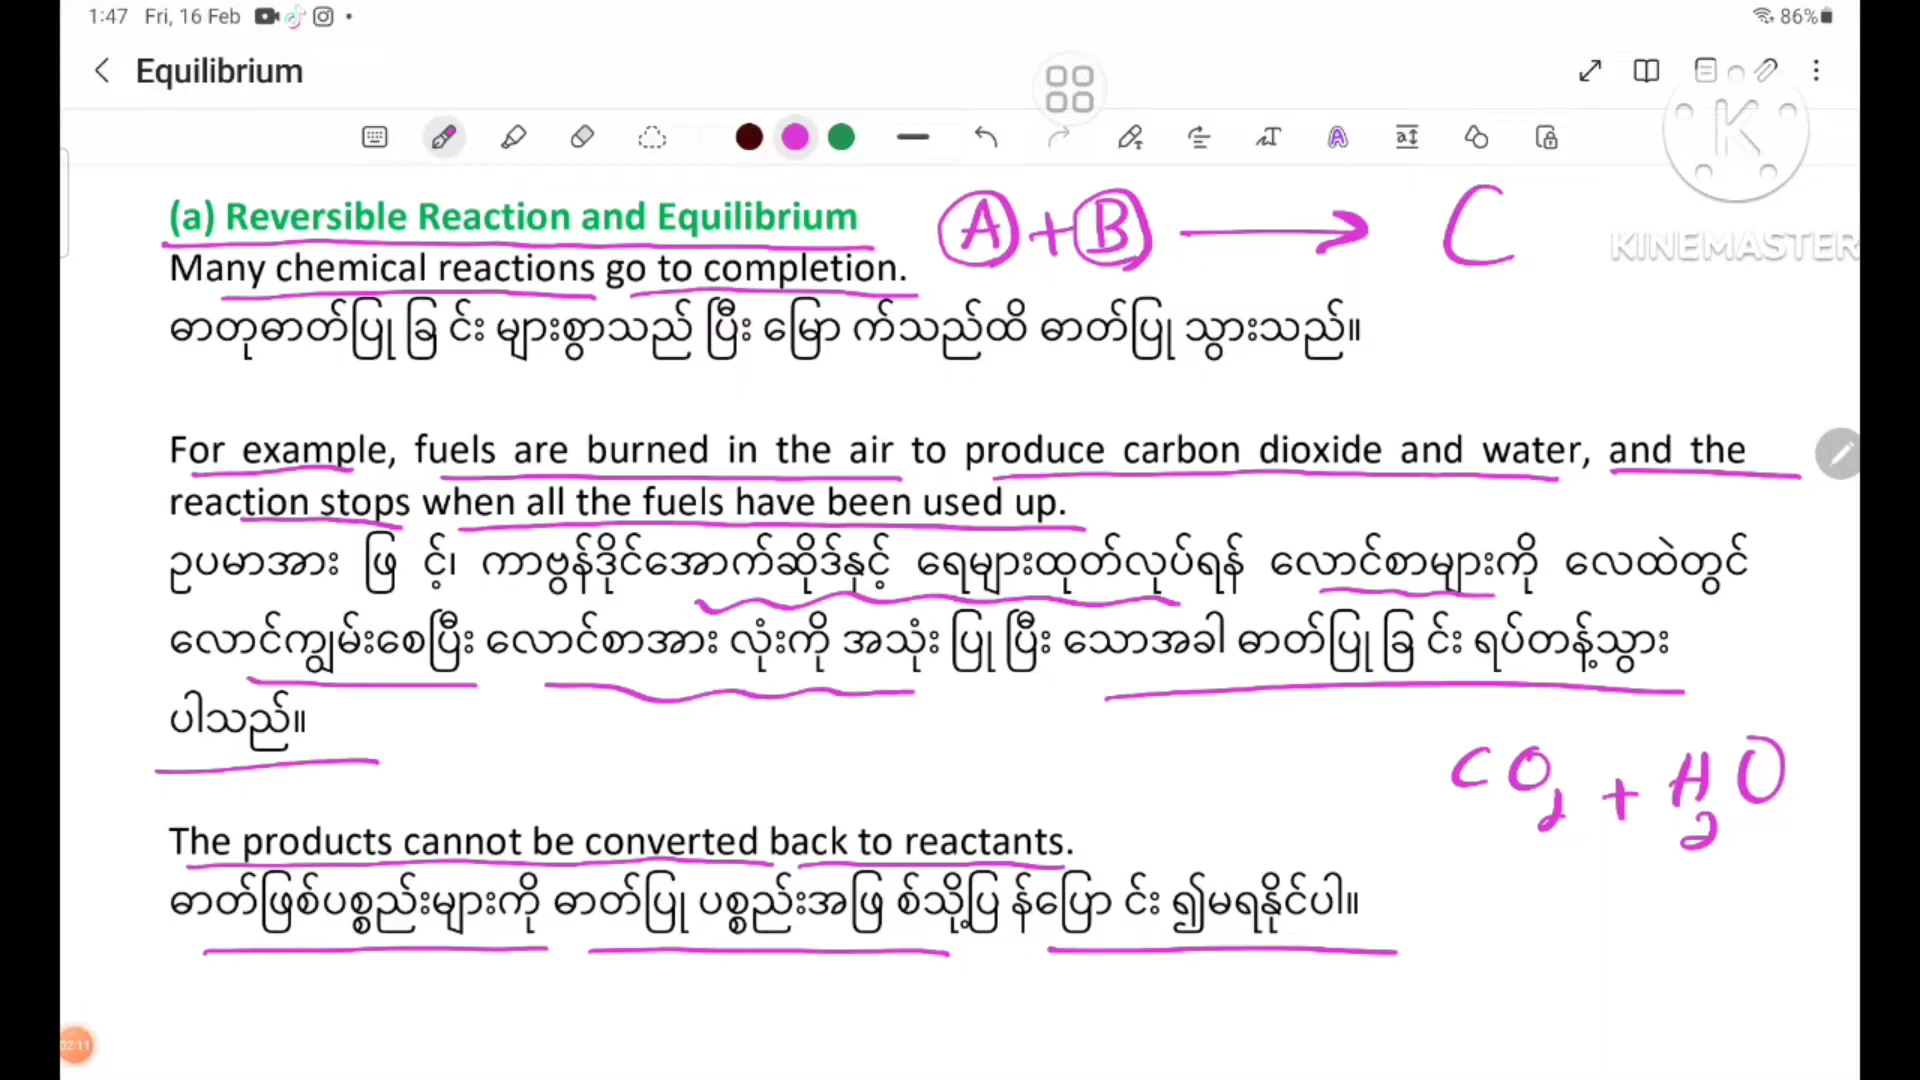 1:47 Fri, 16 Feb
86%
Equilibrium
K
KINEMASTER
(a) Reversible Reaction and Equilibrium
A + B → C
Many chemical reactions go to completion.
ဓာတုဓာတ်ပြု ခြ င်း များစွာသည် ပြီး မြော က်သည်ထိ ဓာတ်ပြု သွားသည်။
For example, fuels are burned in the air to produce carbon dioxide and water, and the
reaction stops when all the fuels have been used up.
ဥပမာအား ဖြ င့်၊ ကာဗွန်ဒိုင်အောက်ဆိုဒ်နှင့် ရေများထုတ်လုပ်ရန် လောင်စာများကို လေထဲတွင်
လောင်ကျွမ်းစေပြီး လောင်စာအား လုံးကို အသုံး ပြု ပြီး သောအခါ ဓာတ်ပြု ခြ င်း ရပ်တန့်သွား
ပါသည်။
CO2 + H2O
The products cannot be converted back to reactants.
ဓာတ်ဖြစ်ပစ္စည်းများကို ဓာတ်ပြု ပစ္စည်းအဖြ စ်သို့ပြ န်ပြော င်း ၍မရနိုင်ပါ။
02:11